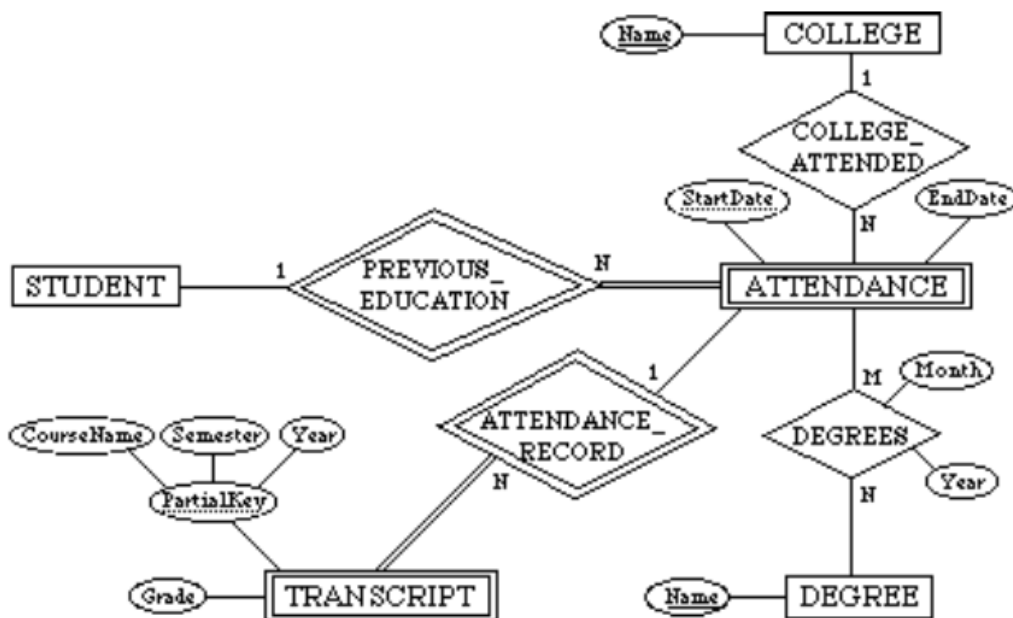 Name
COLLEGE
1
COLLEGE_
ATTENDED
StartDate
EndDate
N
STUDENT
1
PREVIOUS_
EDUCATION
N
ATTENDANCE
1
M
Month
CourseName
Semester
Year
ATTENDANCE_
RECORD
DEGREES
N
PartialKey
N
Year
Grade
TRANSCRIPT
Name
DEGREE